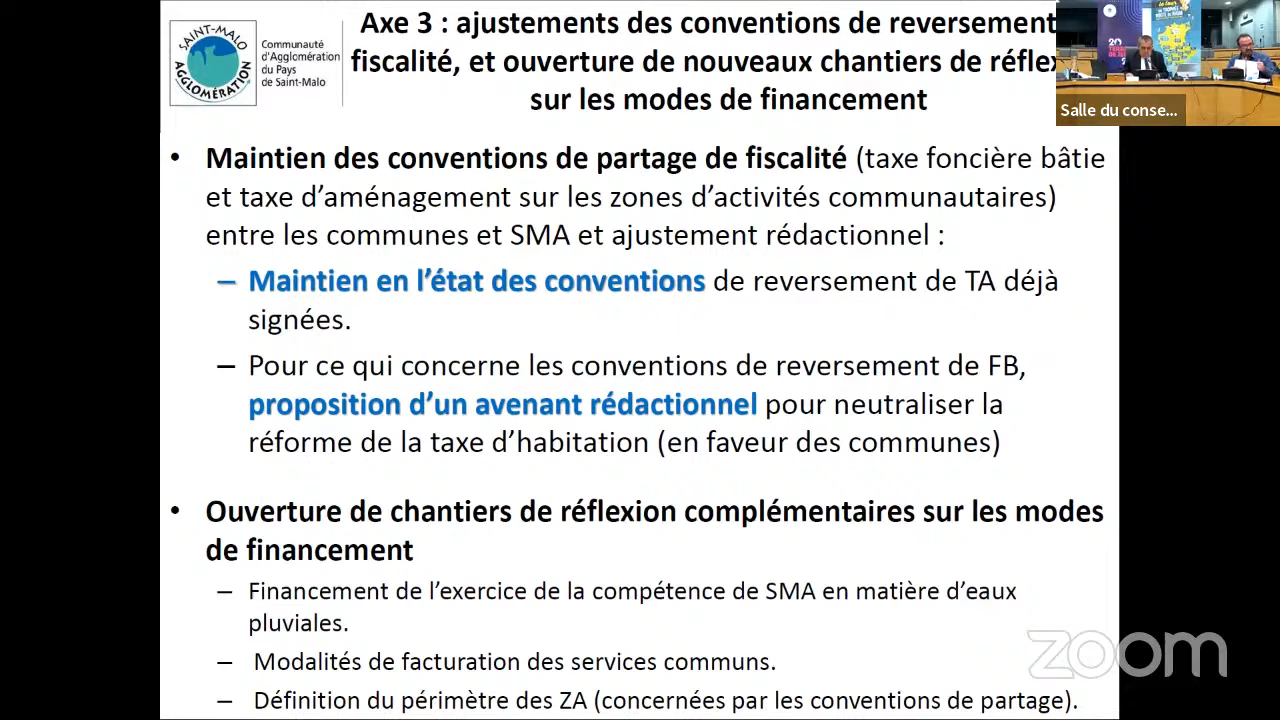 SAINT-MALO
AGGLOMÉRATION
Communauté
d'Agglomération
du Pays
de Saint-Malo
Axe 3 : ajustements des conventions de reversement
fiscalité, et ouverture de nouveaux chantiers de réflex
sur les modes de financement
Salle du conse...
• Maintien des conventions de partage de fiscalité (taxe foncière bâtie
et taxe d’aménagement sur les zones d’activités communautaires)
entre les communes et SMA et ajustement rédactionnel :
– Maintien en l’état des conventions de reversement de TA déjà
signées.
– Pour ce qui concerne les conventions de reversement de FB,
proposition d’un avenant rédactionnel pour neutraliser la
réforme de la taxe d’habitation (en faveur des communes)
• Ouverture de chantiers de réflexion complémentaires sur les modes
de financement
– Financement de l’exercice de la compétence de SMA en matière d’eaux
pluviales.
– Modalités de facturation des services communs.
– Définition du périmètre des ZA (concernées par les conventions de partage).
zoom